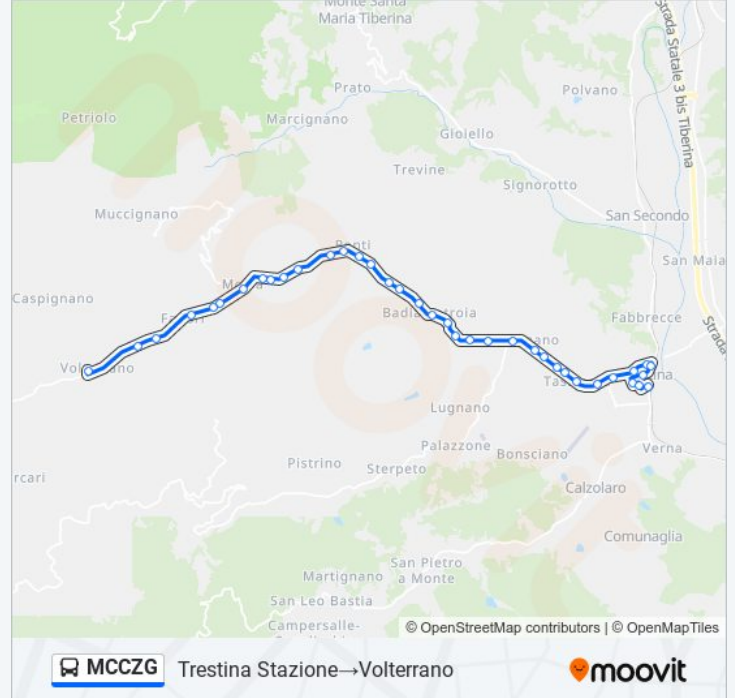 Monte Santa
Maria Tiberina
Strada Statale 3 bis Tiberina
Prato
Polvano
Petriolo
Marcignano
Gioiello
Trevine
Signorotto
Muccignano
San Secondo
San Maia
Caspignano
Fabbrecce
Strada
Lugnano
Palazzone
Verna
Bonsciano
Pistrino
Sterpeto
rcari
Calzolaro
Comunaglia
San Pietro
a Monte
Martignano
San Leo Bastia
Campersalle-
© OpenStreetMap contributors | © OpenMapTiles
MCCZG Trestina Stazione→Volterrano
moovit